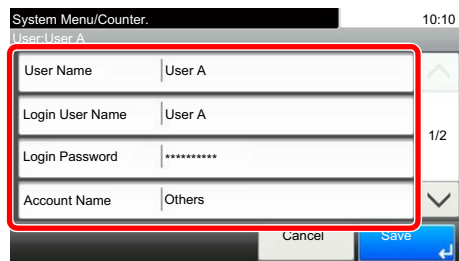 System Menu/Counter. 10:10
User:User A
User Name User A
Login User Name User A
1/2
Login Password **********
Account Name Others
Cancel Save